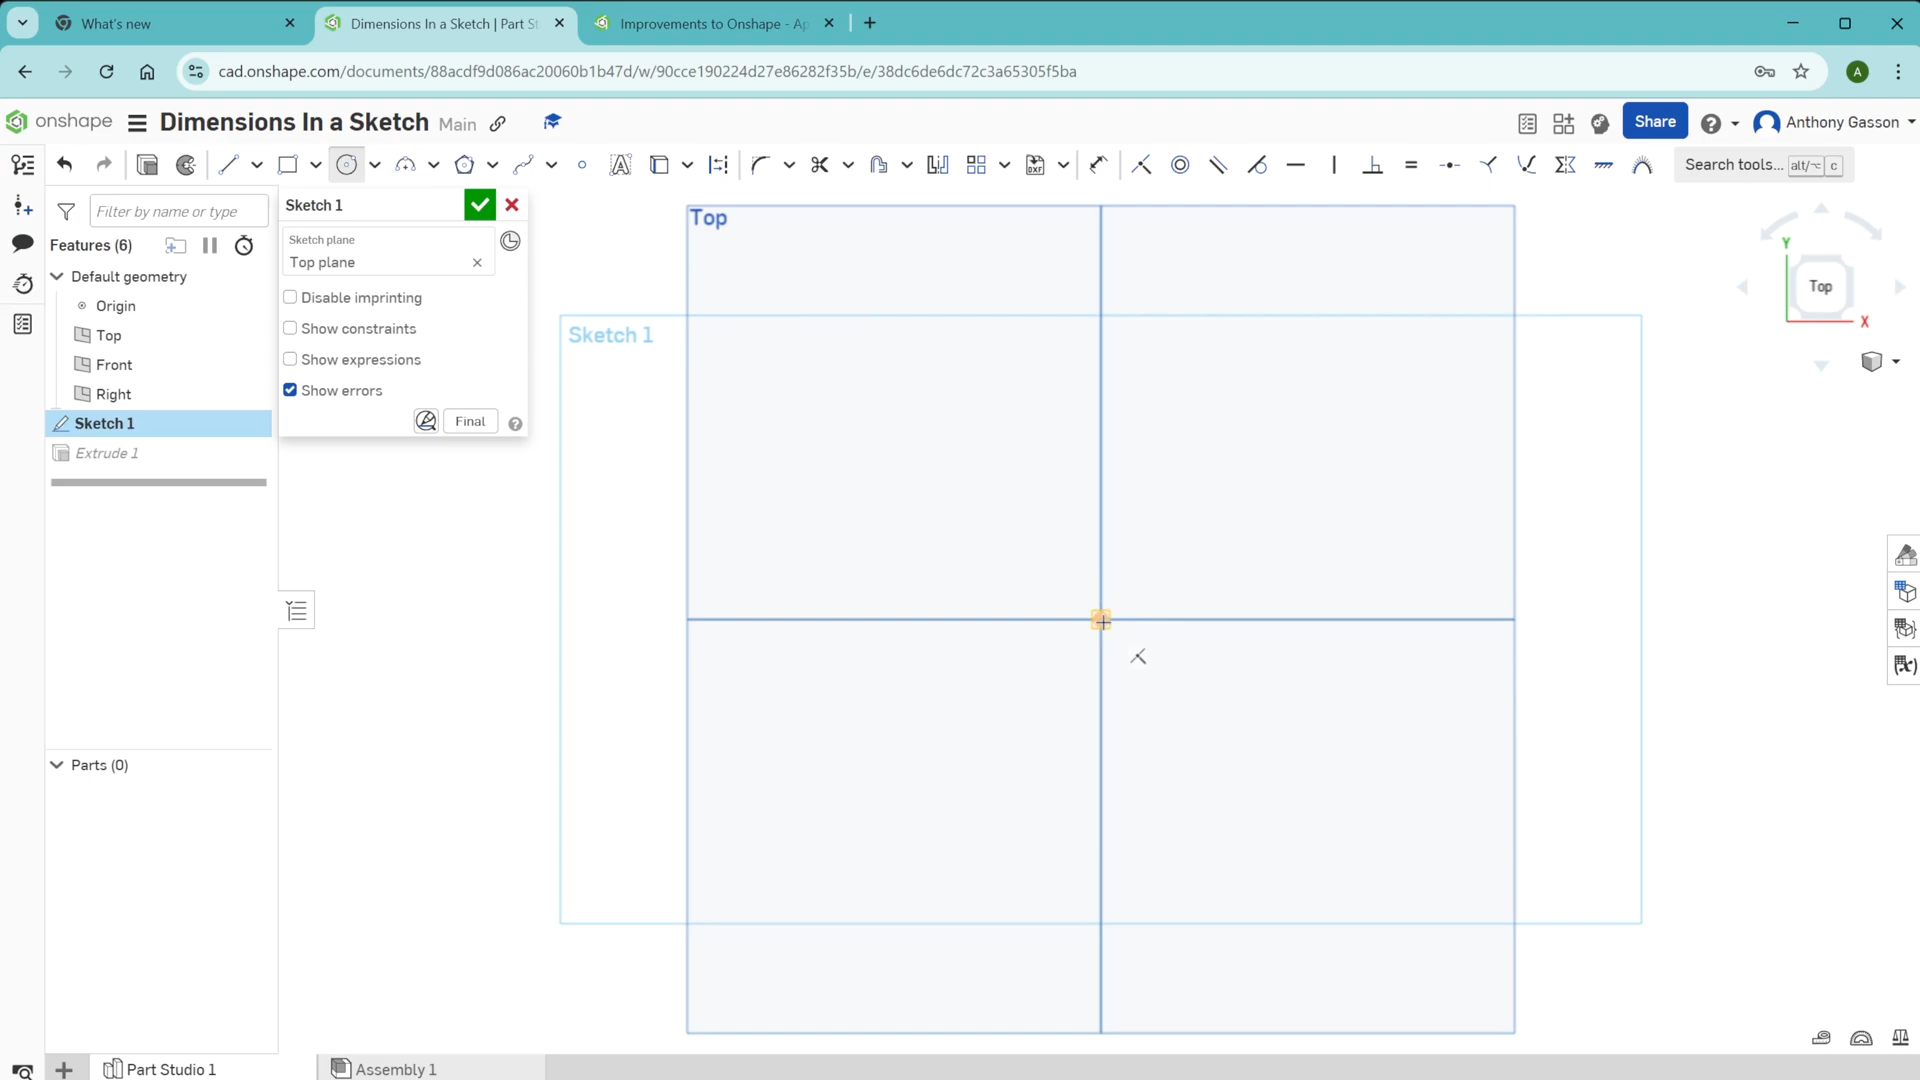 What's new
Dimensions In a Sketch | Part St
Improvements to Onshape - Ap
cad.onshape.com/documents/88acdf9d086ac20060b1b47d/w/90cce190224d27e86282f35b/e/38dc6de6dc72c3a65305f5ba
A
onshape
Dimensions In a Sketch
Main
Share
Anthony Gasson
DXF
Search tools...
alt/⌥
c
Filter by name or type
Features (6)
Default geometry
Origin
Top
Front
Right
Sketch 1
Extrude 1
Parts (0)
Sketch 1
Sketch plane
Top plane
Disable imprinting
Show constraints
Show expressions
Show errors
Final
Top
Sketch 1
Y
Top
X
(x)
Part Studio 1
Assembly 1